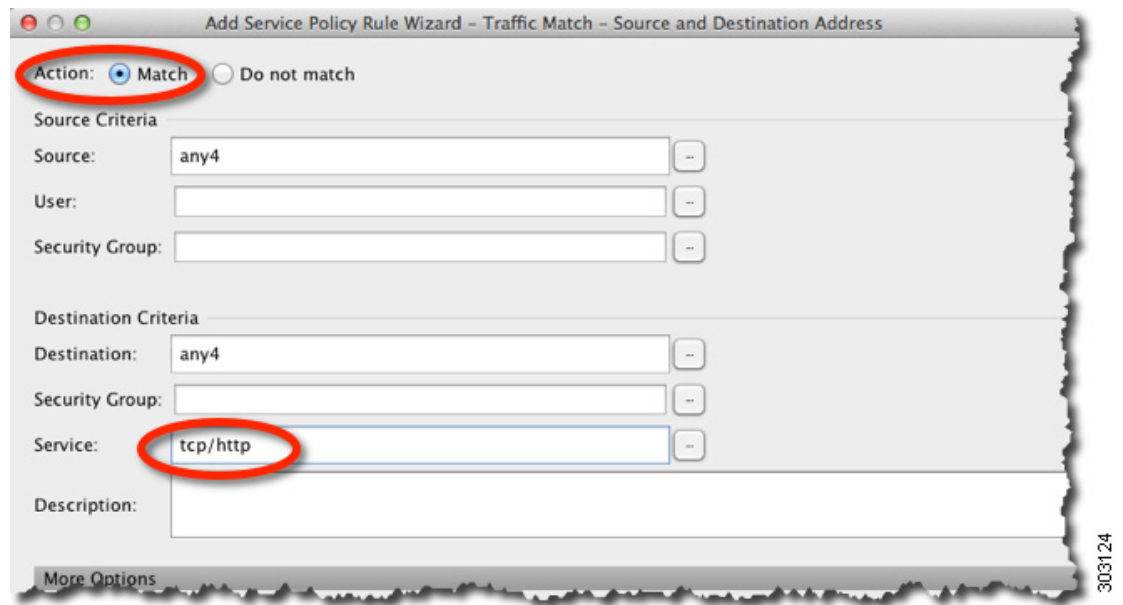 Add Service Policy Rule Wizard – Traffic Match – Source and Destination Address
Action: Match Do not match
Source Criteria
Source: any4 ...
User: ...
Security Group: ...
Destination Criteria
Destination: any4 ...
Security Group: ...
Service: tcp/http ...
Description:
More Options
303124